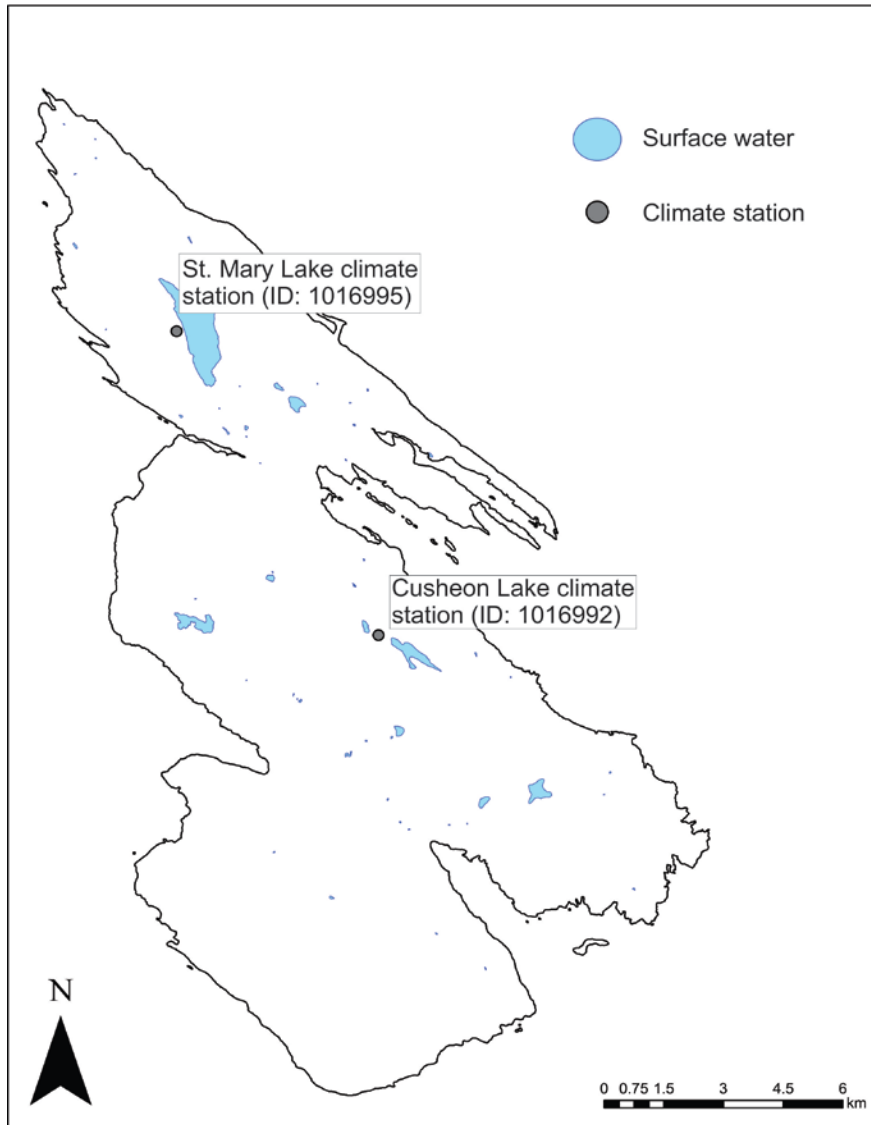 Surface water
Climate station
St. Mary Lake climate
station (ID: 1016995)
Cusheon Lake climate
station (ID: 1016992)
N
0 0.75 1.5 3 4.5 6
km